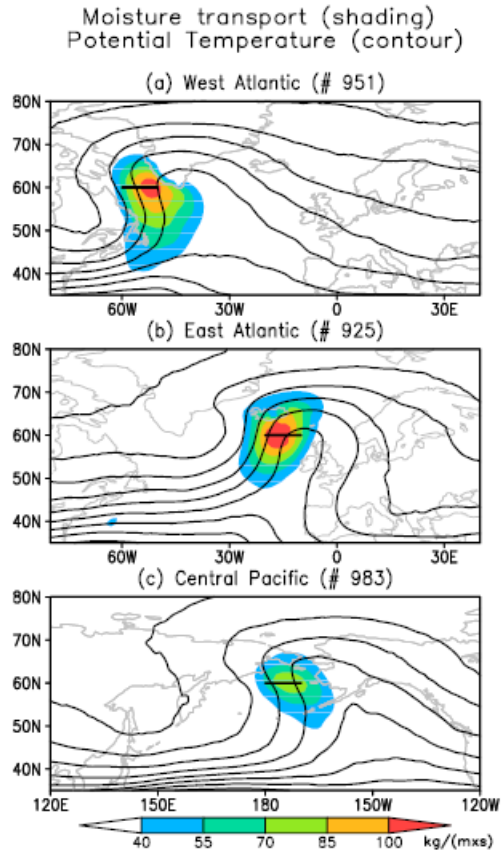 Moisture transport (shading)
Potential Temperature (contour)
(a) West Atlantic (# 951)
80N
70N
60N
50N
40N
60W 30W 0 30E
(b) East Atlantic (# 925)
80N
70N
60N
50N
40N
60W 30W 0 30E
(c) Central Pacific (# 983)
80N
70N
60N
50N
40N
120E 150E 180 150W 120W
40 55 70 85 100 kg/(mxs)